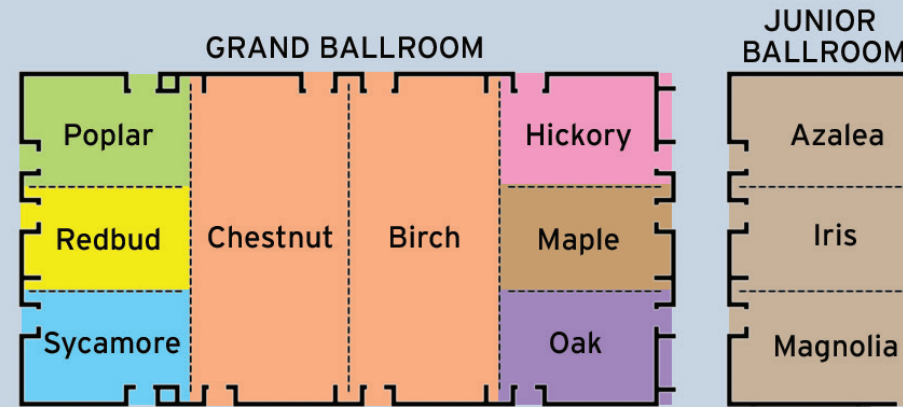 GRAND BALLROOM
JUNIOR
BALLROOM
Poplar
Hickory
Azalea
Redbud
Chestnut
Birch
Maple
Iris
Sycamore
Oak
Magnolia